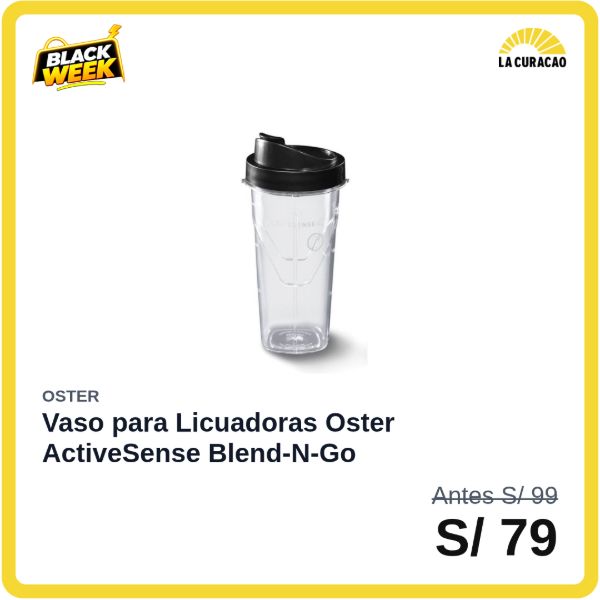 BLACK
WEEK
LA CURACAO
OSTER
Vaso para Licuadoras Oster
ActiveSense Blend-N-Go
Antes S/ 99
S/ 79